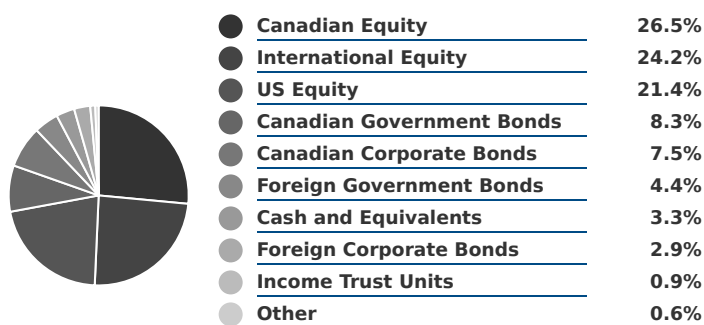 Canadian Equity 26.5%
International Equity 24.2%
US Equity 21.4%
Canadian Government Bonds 8.3%
Canadian Corporate Bonds 7.5%
Foreign Government Bonds 4.4%
Cash and Equivalents 3.3%
Foreign Corporate Bonds 2.9%
Income Trust Units 0.9%
Other 0.6%